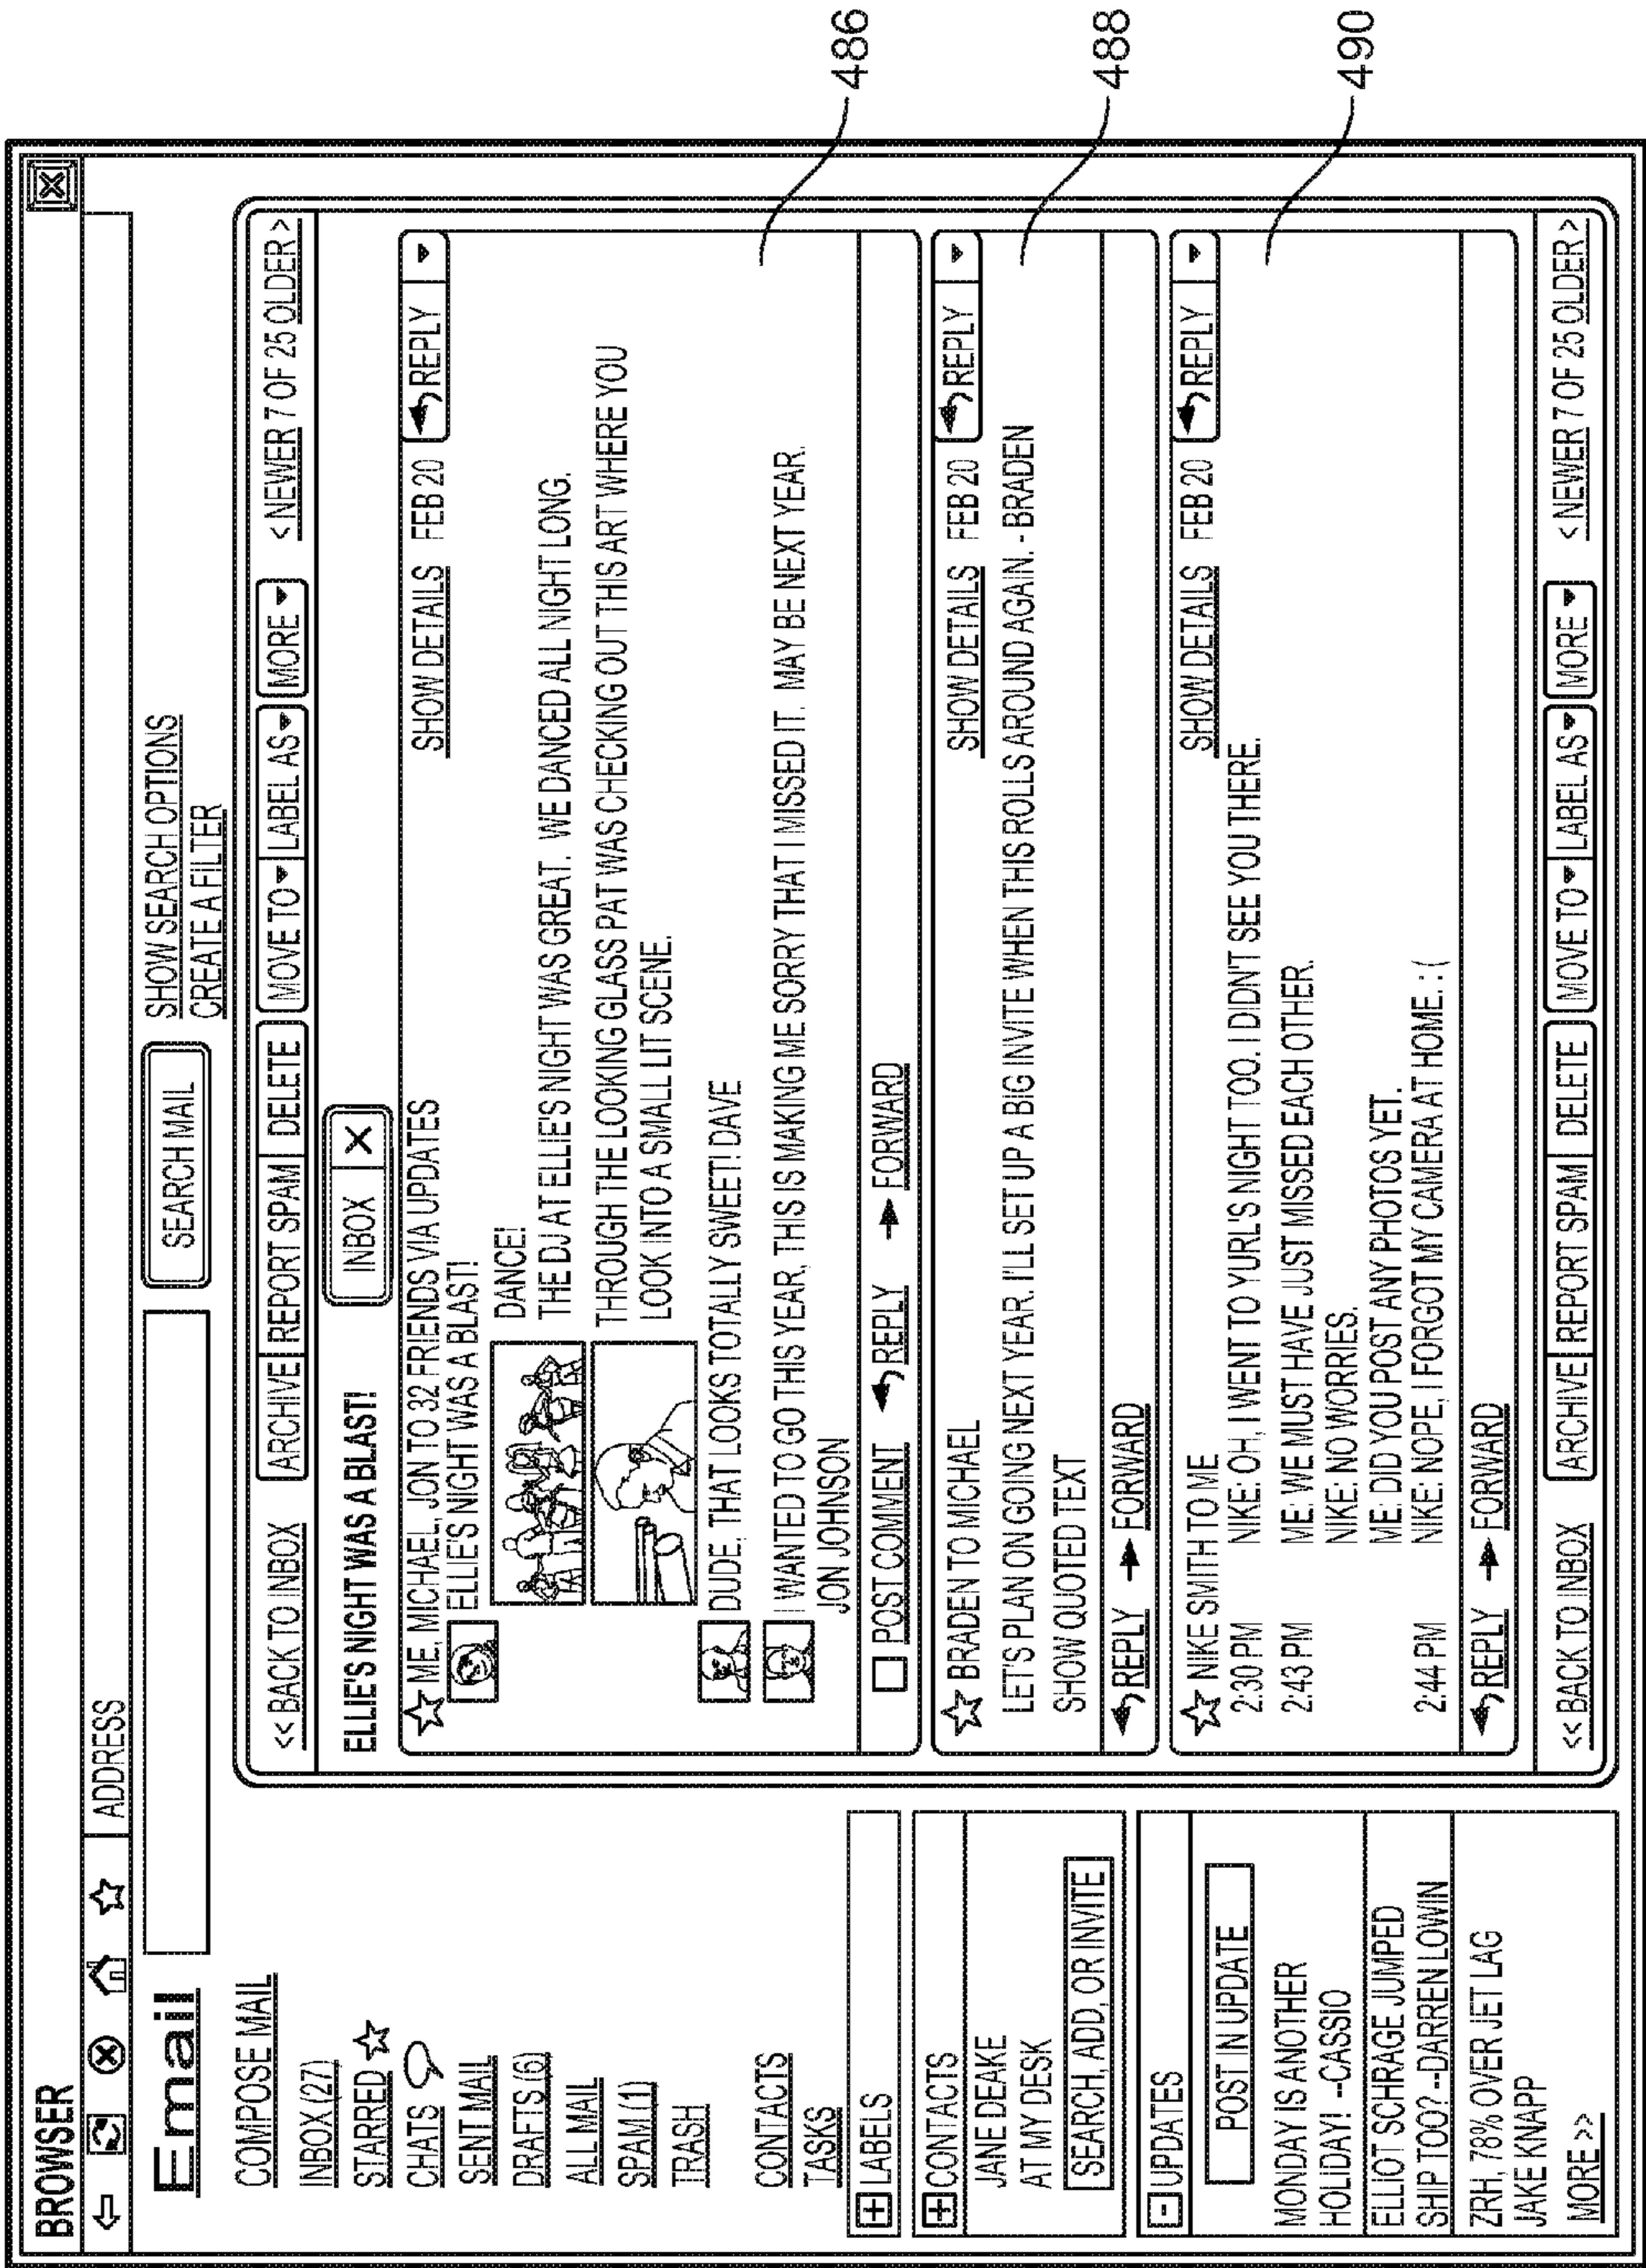 BROWSER
ADDRESS
Email
SEARCH MAIL
SHOW SEARCH OPTIONS
CREATE A FILTER
COMPOSE MAIL
INBOX (27)
STARRED
CHATS
SENT MAIL
DRAFTS (6)
ALL MAIL
SPAM (1)
TRASH
CONTACTS
TASKS
LABELS
CONTACTS
JANE DEAKE
AT MY DESK
SEARCH, ADD, OR INVITE
UPDATES
POST IN UPDATE
MONDAY IS ANOTHER
HOLIDAY! --CASSIO
ELLIOT SCHRAGE JUMPED
SHIP TOO? --DARREN LOWIN
ZRH, 78% OVER JET LAG
JAKE KNAPP
MORE >>
<< BACK TO INBOX ARCHIVE REPORT SPAM DELETE MOVE TO LABEL AS MORE < NEWER 7 OF 25 OLDER >
ELLIE'S NIGHT WAS A BLAST! INBOX X
ME, MICHAEL, JON TO 32 FRIENDS VIA UPDATES SHOW DETAILS FEB 20 REPLY
ELLIE'S NIGHT WAS A BLAST!
DANCE!
THE DJ AT ELLIE'S NIGHT WAS GREAT. WE DANCED ALL NIGHT LONG.
THROUGH THE LOOKING GLASS PAT WAS CHECKING OUT THIS ART WHERE YOU
LOOK INTO A SMALL LIT SCENE.
DUDE, THAT LOOKS TOTALLY SWEET! DAVE
I WANTED TO GO THIS YEAR, THIS IS MAKING ME SORRY THAT I MISSED IT. MAY BE NEXT YEAR.
JON JOHNSON
POST COMMENT REPLY FORWARD
486
BRADEN TO MICHAEL SHOW DETAILS FEB 20 REPLY
LET'S PLAN ON GOING NEXT YEAR. I'LL SET UP A BIG INVITE WHEN THIS ROLLS AROUND AGAIN. - BRADEN
SHOW QUOTED TEXT
REPLY FORWARD
488
NIKE SMITH TO ME SHOW DETAILS FEB 20 REPLY
2:30 PM NIKE: OH, I WENT TO YURL'S NIGHT TOO. I DIDN'T SEE YOU THERE.
2:43 PM ME: WE MUST HAVE JUST MISSED EACH OTHER.
NIKE: NO WORRIES.
ME: DID YOU POST ANY PHOTOS YET.
2:44 PM NIKE: NOPE, I FORGOT MY CAMERA AT HOME. : (
REPLY FORWARD
490
<< BACK TO INBOX ARCHIVE REPORT SPAM DELETE MOVE TO LABEL AS MORE < NEWER 7 OF 25 OLDER >